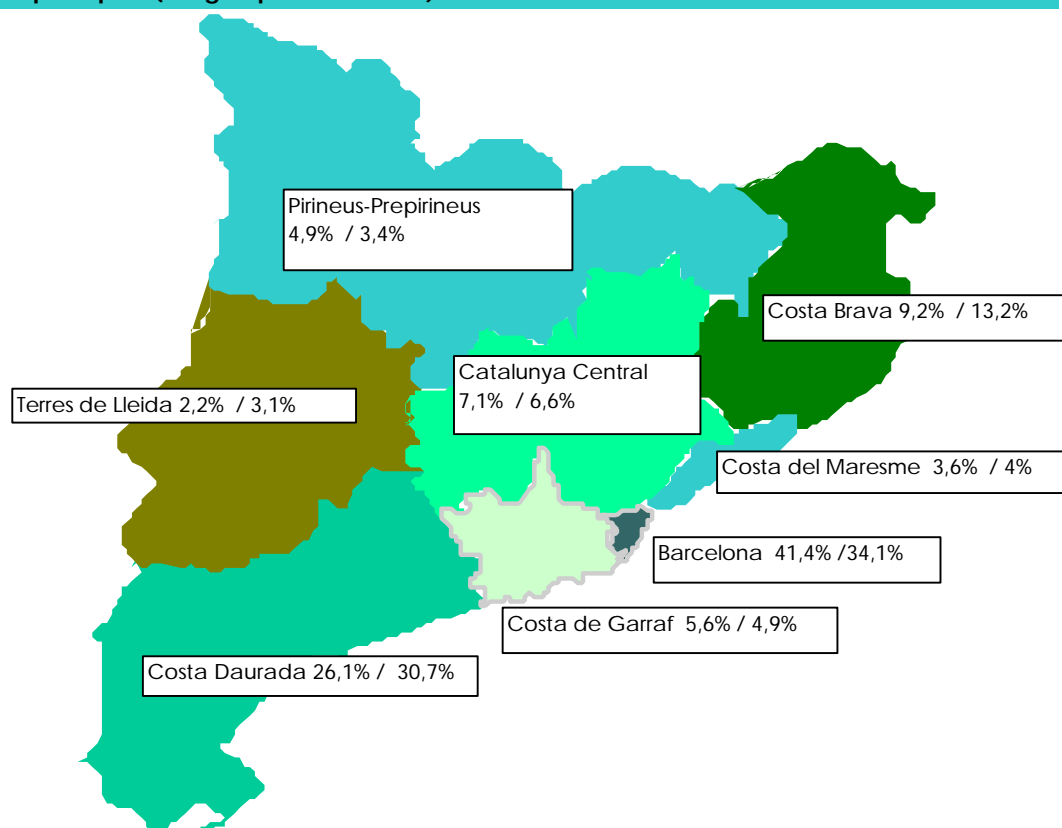 Pirineus-Prepirineus
4,9% / 3,4%
Costa Brava 9,2% / 13,2%
Catalunya Central
7,1% / 6,6%
Terres de Lleida 2,2% / 3,1%
Costa del Maresme 3,6% / 4%
Barcelona 41,4% /34,1%
Costa de Garraf 5,6% / 4,9%
Costa Daurada 26,1% / 30,7%